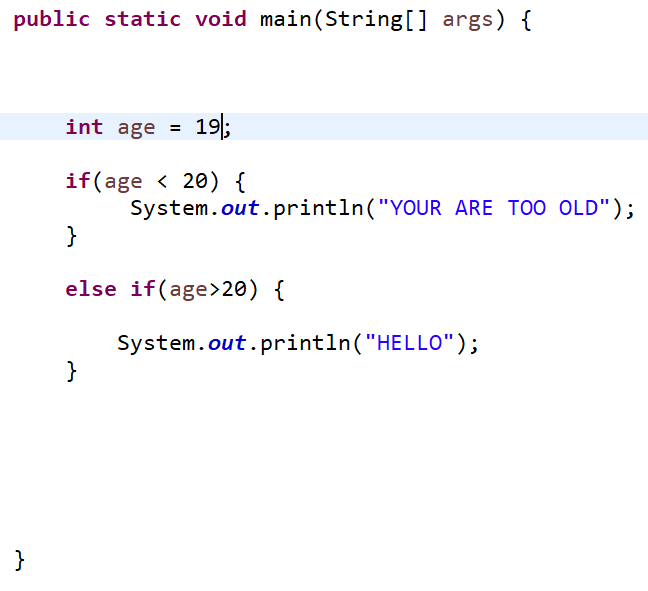 public static void main(String[] args) {
int age = 19;
if(age < 20) {
System.out.println("YOUR ARE TOO OLD");
}
else if(age>20) {
System.out.println("HELLO");
}
}